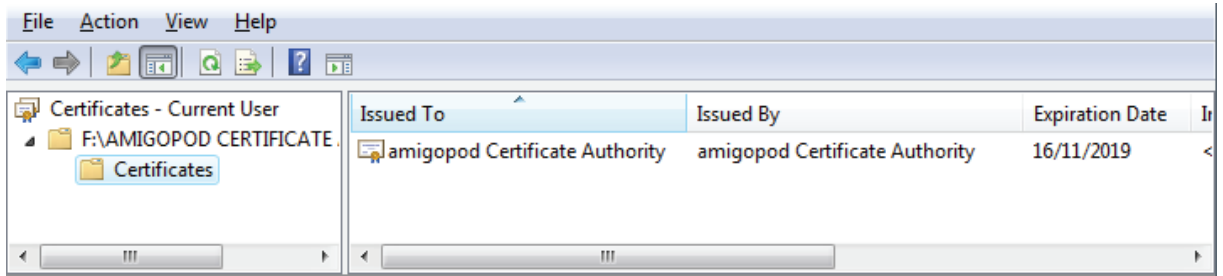 File Action View Help
Certificates - Current User
F:\AMIGOPOD CERTIFICATE
Certificates
Issued To Issued By Expiration Date
amigopod Certificate Authority amigopod Certificate Authority 16/11/2019 <